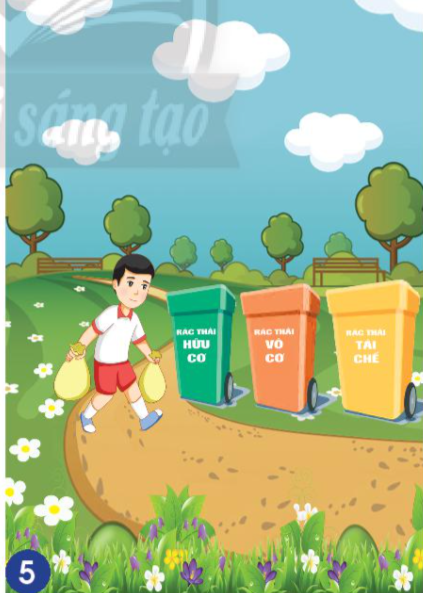 sáng tạo
RÁC THẢI
HỮU
CƠ
RÁC THẢI
VÔ
CƠ
RÁC THẢI
TÁI
CHẾ
5